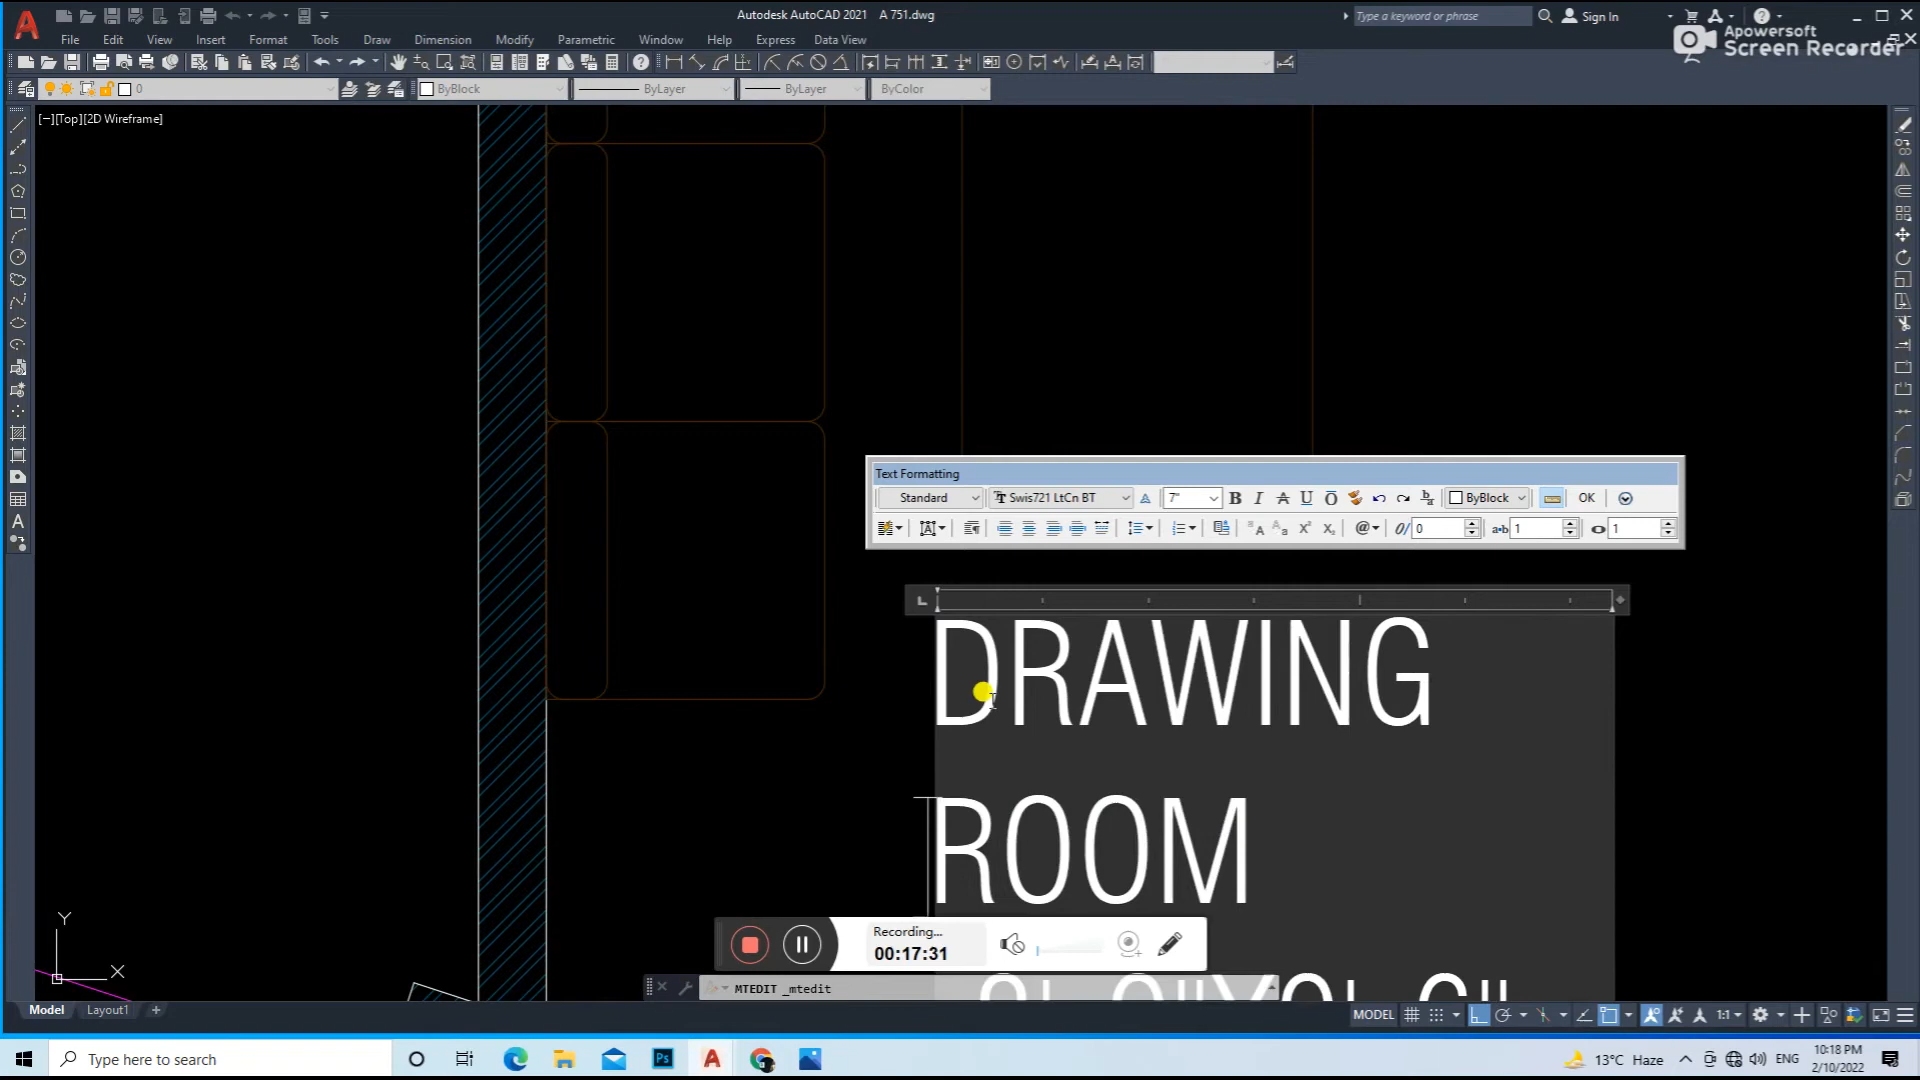 Autodesk AutoCAD 2021 A 751.dwg
Type a keyword or phrase
Sign In
Apowersoft
Screen Recorder
File Edit View Insert Format Tools Draw Dimension Modify Parametric Window Help Express Data View
0
ByBlock
ByLayer
ByLayer
ByColor
[−][Top][2D Wireframe]
Text Formatting
Standard
Swis721 LtCn BT
7"
B I A U O
ByBlock
OK
@
0/ 0
a•b 1
1
DRAWING
ROOM
Recording...
00:17:31
Y
X
MTEDIT _mtedit
Model Layout1 +
MODEL
1:1
Type here to search
Ps
13°C Haze
ENG
10:18 PM
2/10/2022